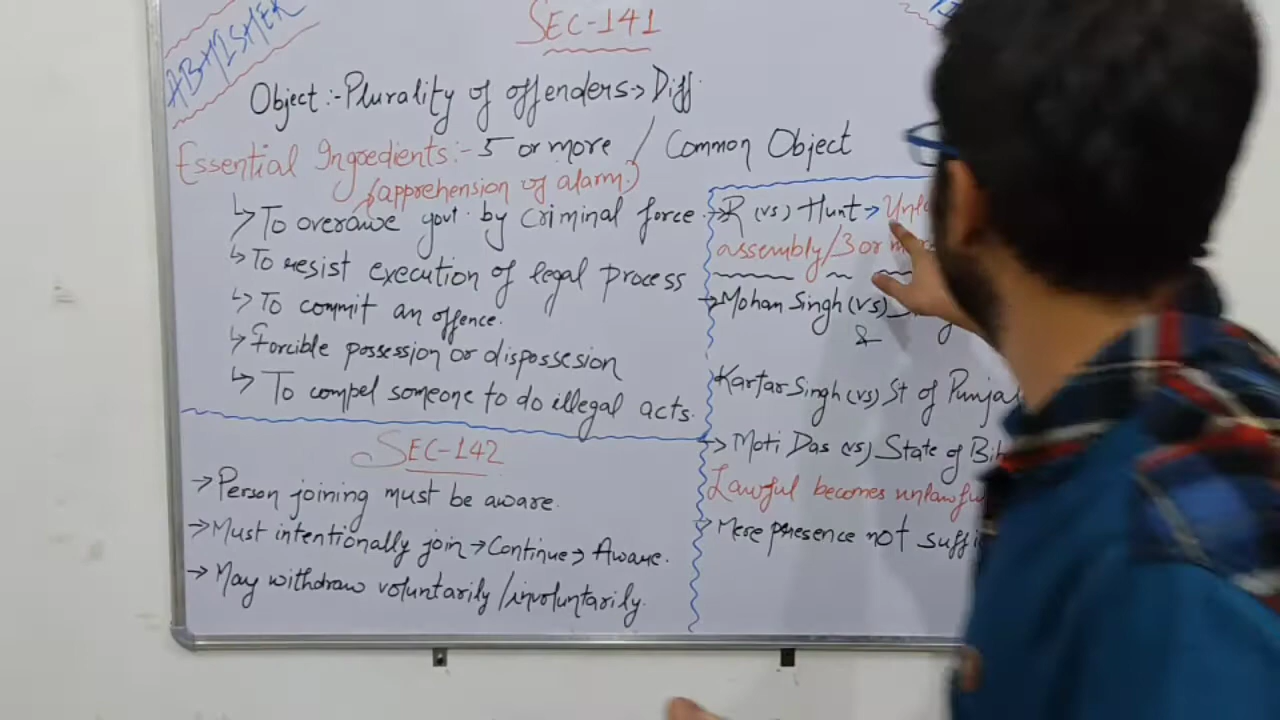 ABHISHEK
SEC-141
Object :- Plurality of offenders → Diff.
Essential Ingredients :- 5 or more / Common Object
(apprehension of alarm)
↳ To overawe govt. by criminal force.
↳ To resist execution of legal process
↳ To commit an offence.
↳ Forcible possession or dispossesion
↳ To compel someone to do illegal acts.
SEC-142
→ Person joining must be aware.
→ Must intentionally join → Continue → Aware.
→ May withdraw voluntarily / involuntarily.
→ R (vs) Hunt →
assembly / 3 or
→ Mohan Singh (vs)
&
Kartar Singh (vs) St of
→ Moti Das (vs) State of
Lawful becomes
→ Mere presence not